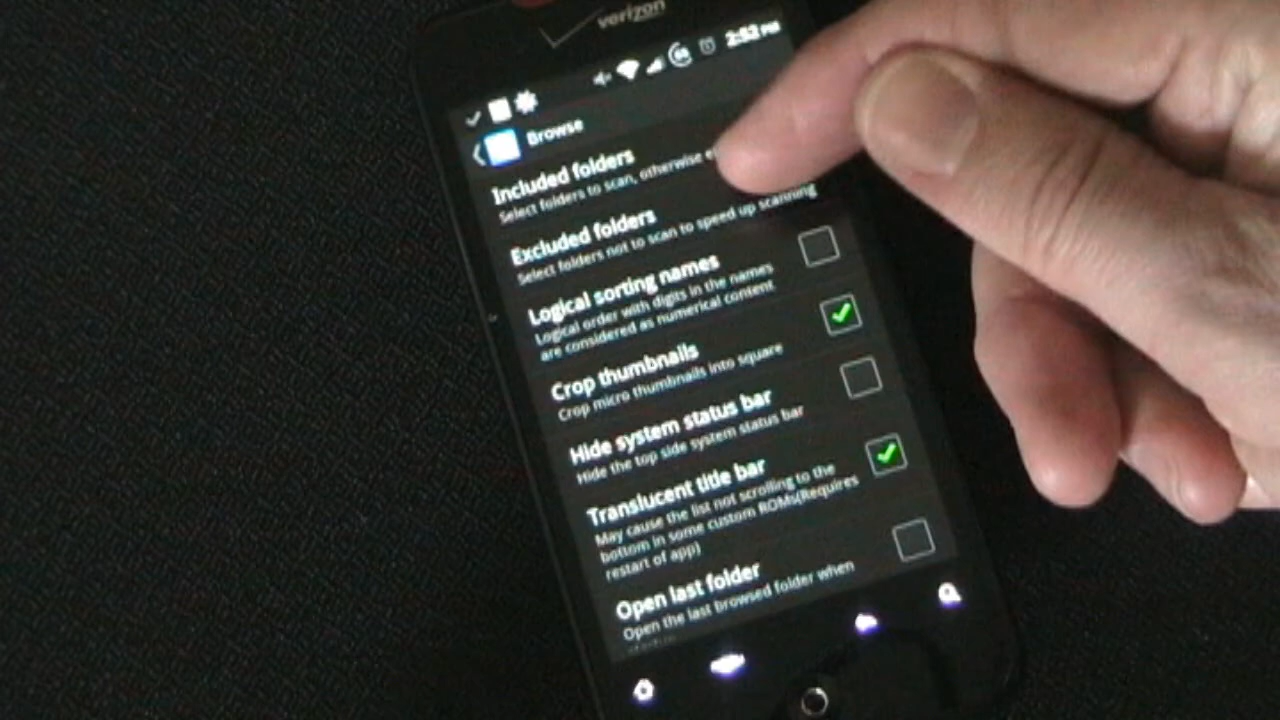 verizon
2:52 PM
Browse
Included folders
Select folders to scan, otherwise
Excluded folders
Select folders not to scan to speed up scanning
Logical sorting names
Logical order with digits in the names
are considered as numerical content
Crop thumbnails
Crop micro thumbnails into square
Hide system status bar
Hide the top side system status bar
Translucent title bar
May cause the list not scrolling to the
bottom in some custom ROMs(Requires
restart of app)
Open last folder
Open the last browsed folder when